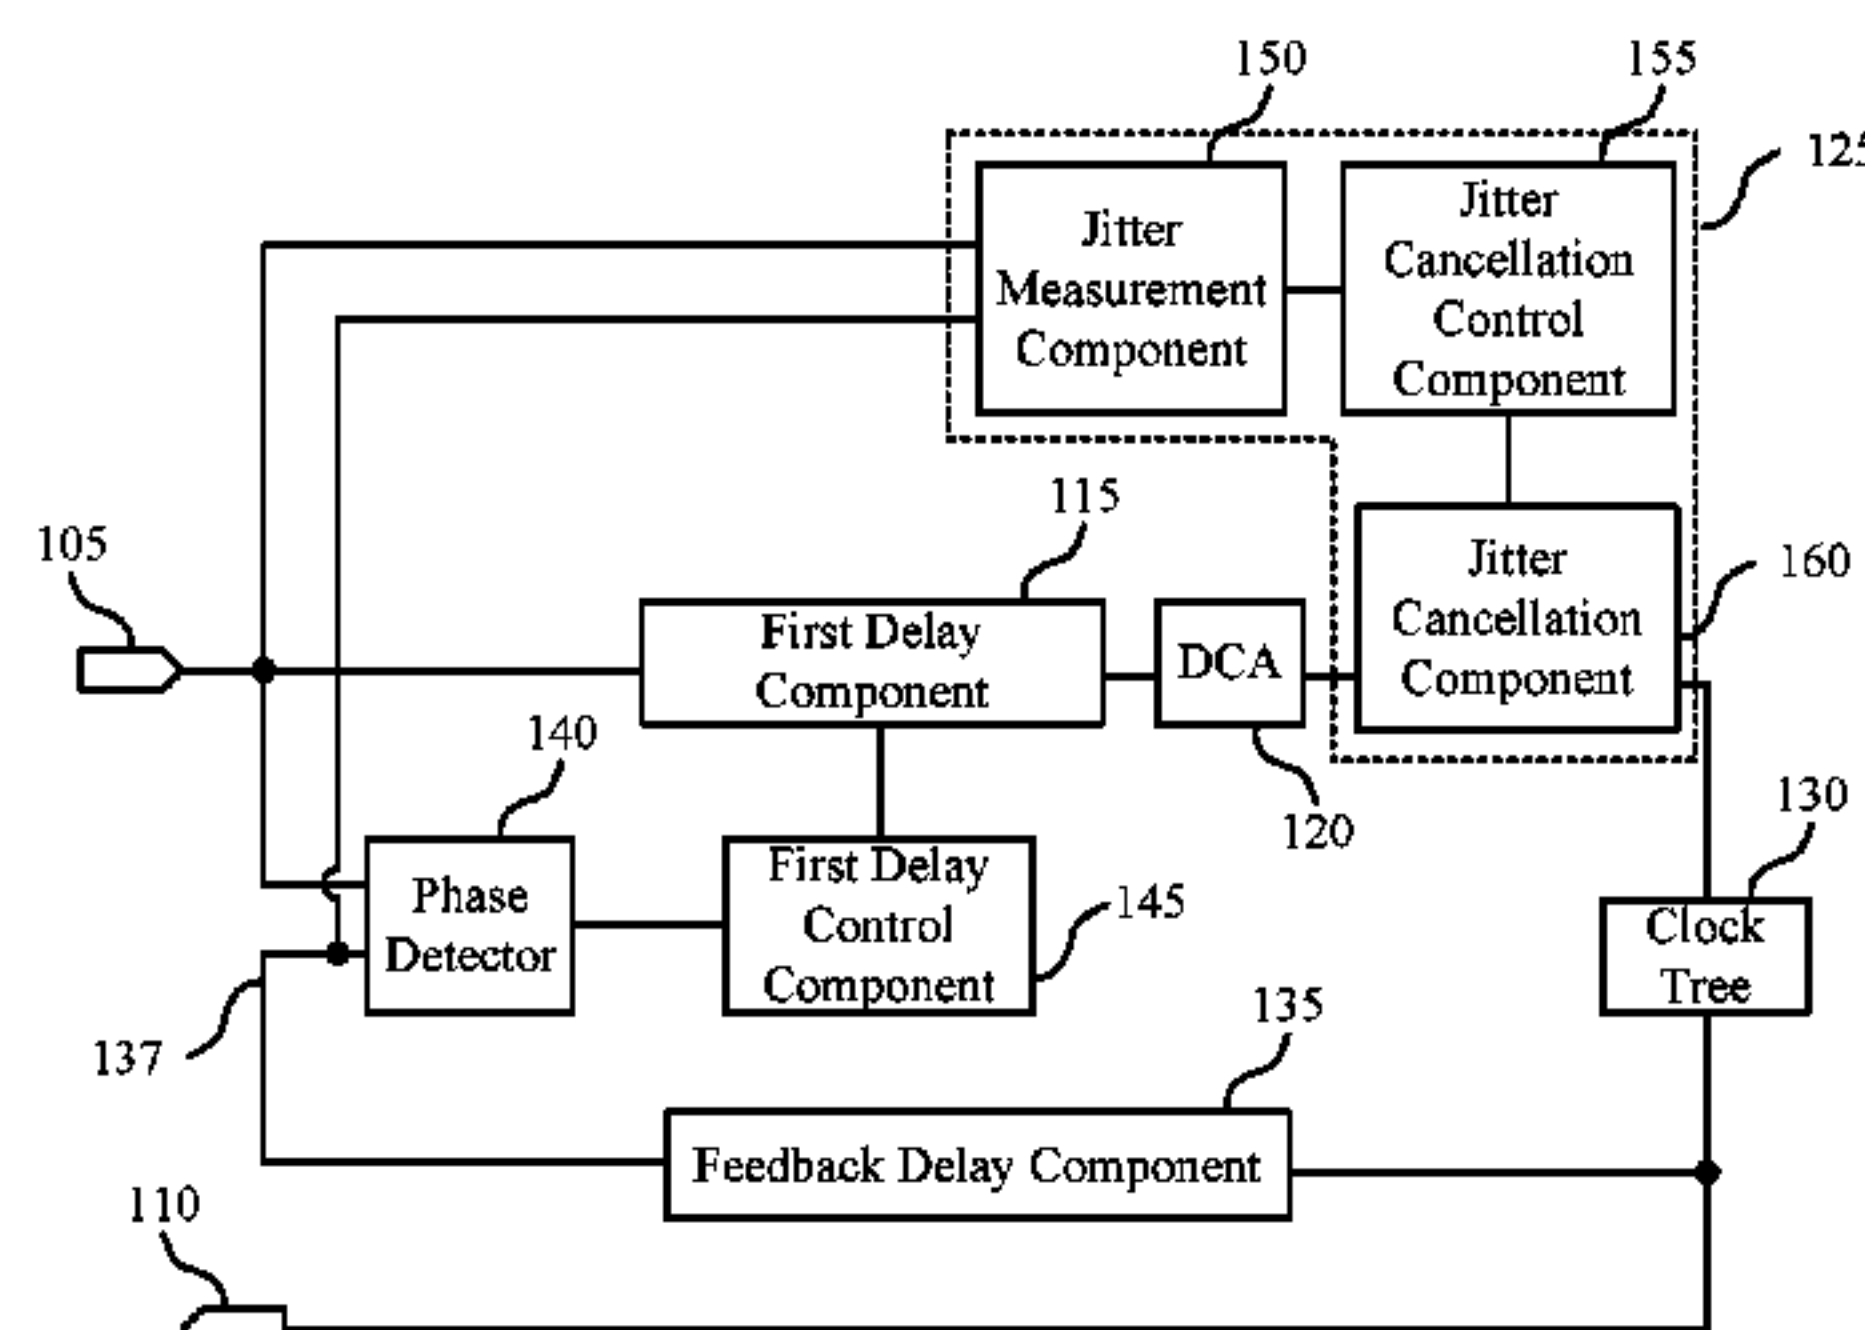 150
155
125
Jitter
Measurement
Component
Jitter
Cancellation
Control
Component
115
105
160
Jitter
Cancellation
Component
First Delay
Component
DCA
140
120
130
Phase
Detector
First Delay
Control
Component
145
Clock
Tree
137
135
Feedback Delay Component
110